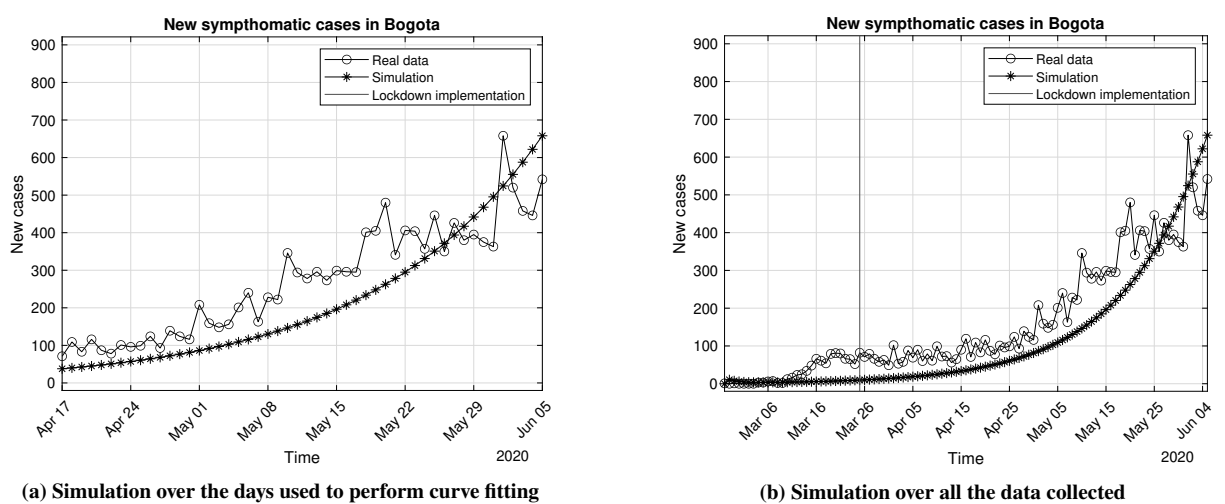 New sympthomatic cases in Bogota
900
800
700
600
500
400
300
200
100
0
New cases
Real data
Simulation
Lockdown implementation
Apr 17
Apr 24
May 01
May 08
May 15
May 22
May 29
Jun 05
Time
2020
(a) Simulation over the days used to perform curve fitting
New sympthomatic cases in Bogota
900
800
700
600
500
400
300
200
100
0
New cases
Real data
Simulation
Lockdown implementation
Mar 06
Mar 16
Mar 26
Apr 05
Apr 15
Apr 25
May 05
May 15
May 25
Jun 04
Time
2020
(b) Simulation over all the data collected